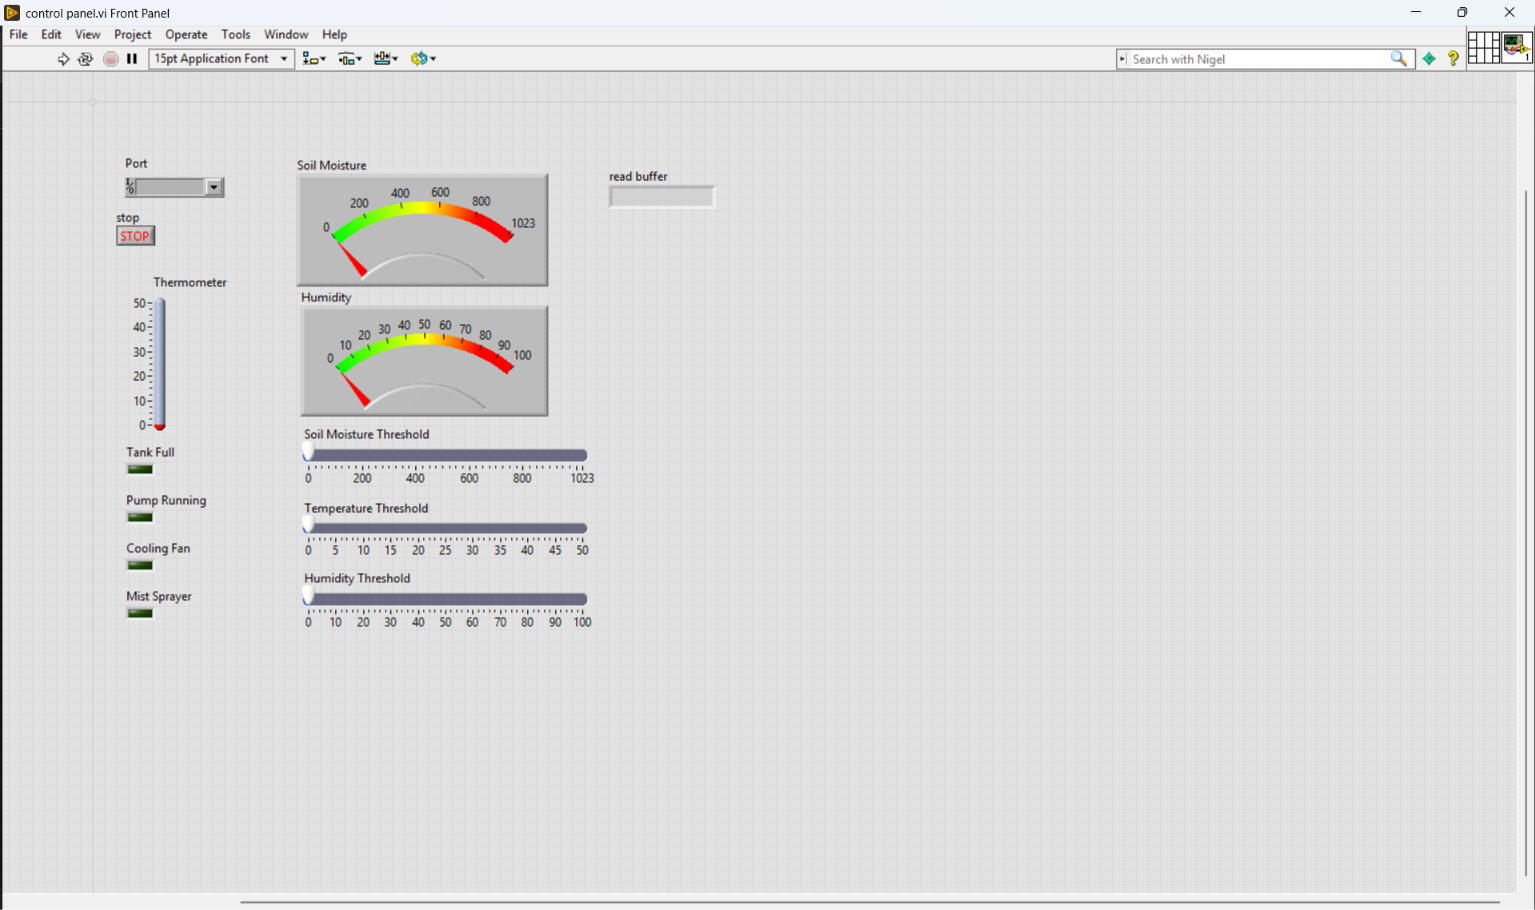 control panel.vi Front Panel
File Edit View Project Operate Tools Window Help
15pt Application Font
Search with Nigel
1
Port
stop
STOP
Thermometer
50
40
30
20
10
0
Tank Full
Pump Running
Cooling Fan
Mist Sprayer
Soil Moisture
0 200 400 600 800 1023
Humidity
0 10 20 30 40 50 60 70 80 90 100
Soil Moisture Threshold
0 200 400 600 800 1023
Temperature Threshold
0 5 10 15 20 25 30 35 40 45 50
Humidity Threshold
0 10 20 30 40 50 60 70 80 90 100
read buffer